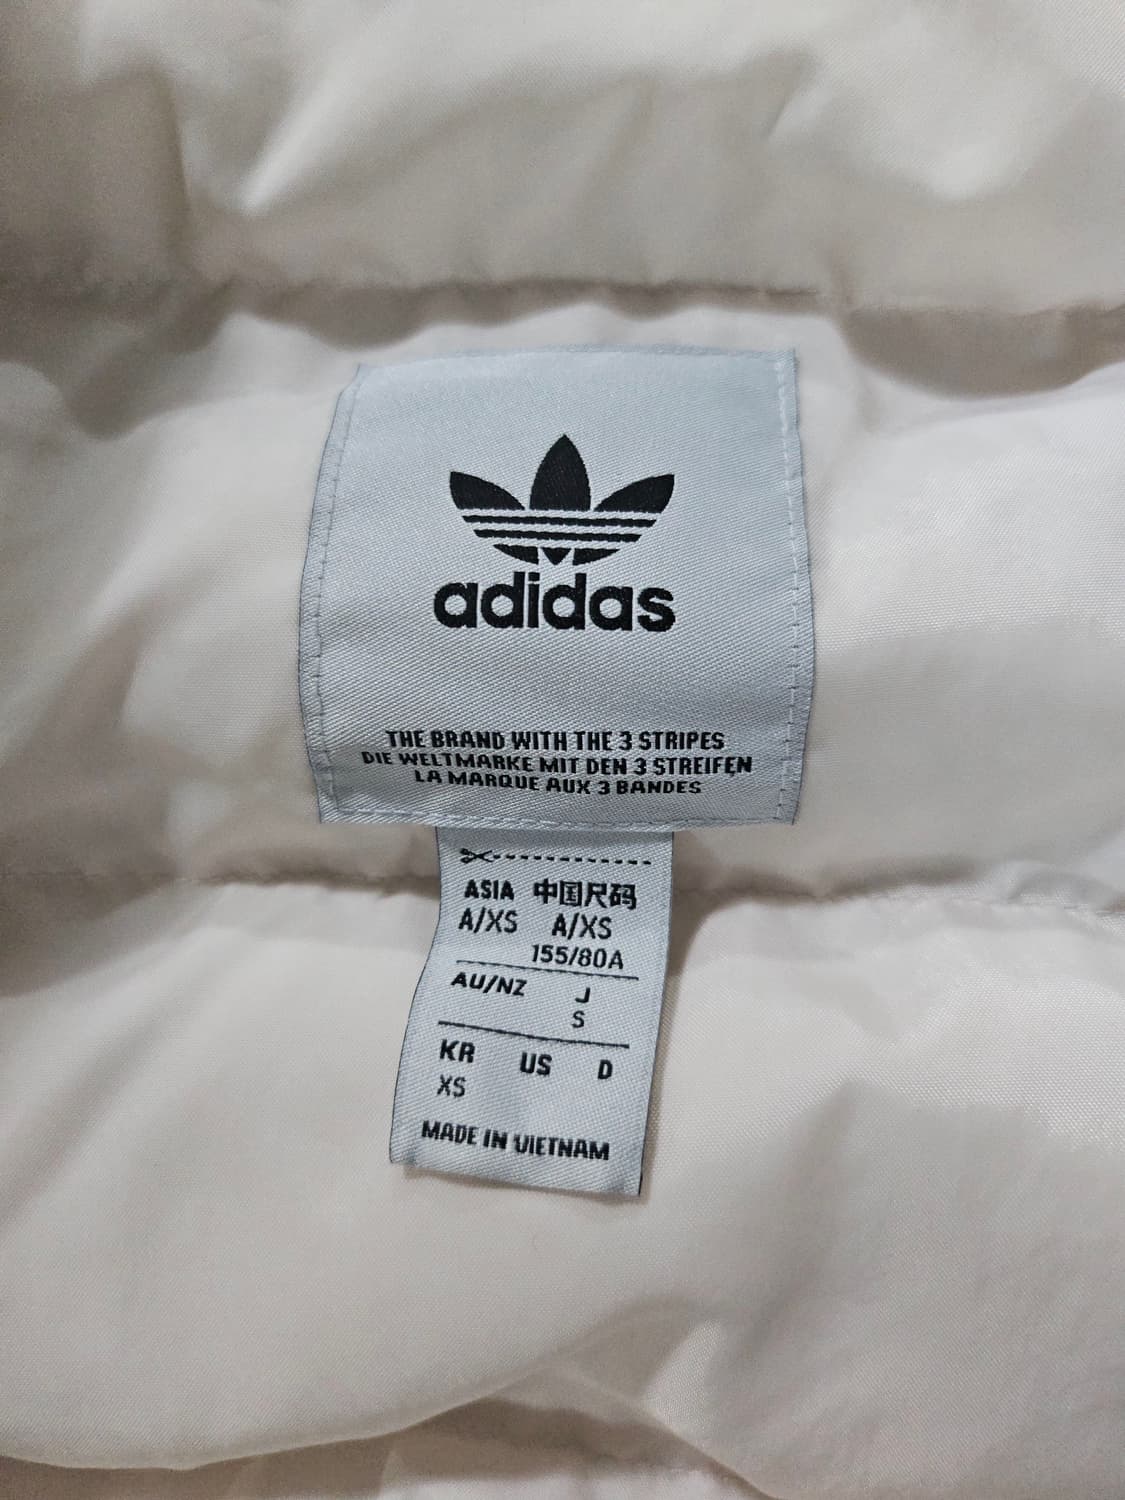 adidas
THE BRAND WITH THE 3 STRIPES
DIE WELTMARKE MIT DEN 3 STREIFEN
LA MARQUE AUX 3 BANDES
ASIA 中国尺码
A/XS A/XS
155/80A
AU/NZ J
S
KR US D
XS
MADE IN VIETNAM